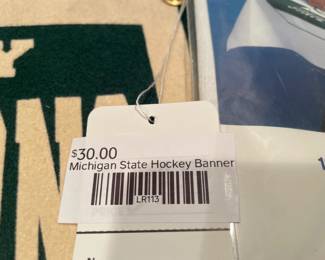 Y
$30.00
Michigan State Hockey Banner
LR113